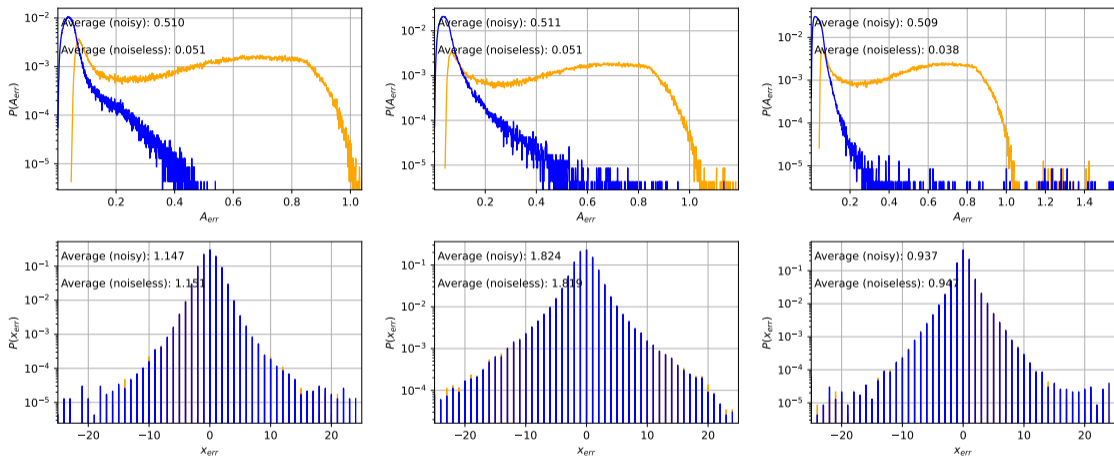 10⁻²
10⁻³
10⁻⁴
10⁻⁵
P(A_err)
Average (noisy): 0.510
Average (noiseless): 0.051
0.2 0.4 0.6 0.8 1.0
A_err
10⁻²
10⁻³
10⁻⁴
10⁻⁵
P(A_err)
Average (noisy): 0.511
Average (noiseless): 0.051
0.2 0.4 0.6 0.8 1.0
A_err
10⁻²
10⁻³
10⁻⁴
10⁻⁵
P(A_err)
Average (noisy): 0.509
Average (noiseless): 0.038
0.2 0.4 0.6 0.8 1.0 1.2 1.4
A_err
10⁻¹
10⁻²
10⁻³
10⁻⁴
10⁻⁵
P(x_err)
Average (noisy): 1.147
Average (noiseless): 1.151
−20 −10 0 10 20
x_err
10⁻¹
10⁻²
10⁻³
10⁻⁴
P(x_err)
Average (noisy): 1.824
Average (noiseless): 1.819
−20 −10 0 10 20
x_err
10⁻¹
10⁻²
10⁻³
10⁻⁴
10⁻⁵
P(x_err)
Average (noisy): 0.937
Average (noiseless): 0.947
−20 −10 0 10 20
x_err